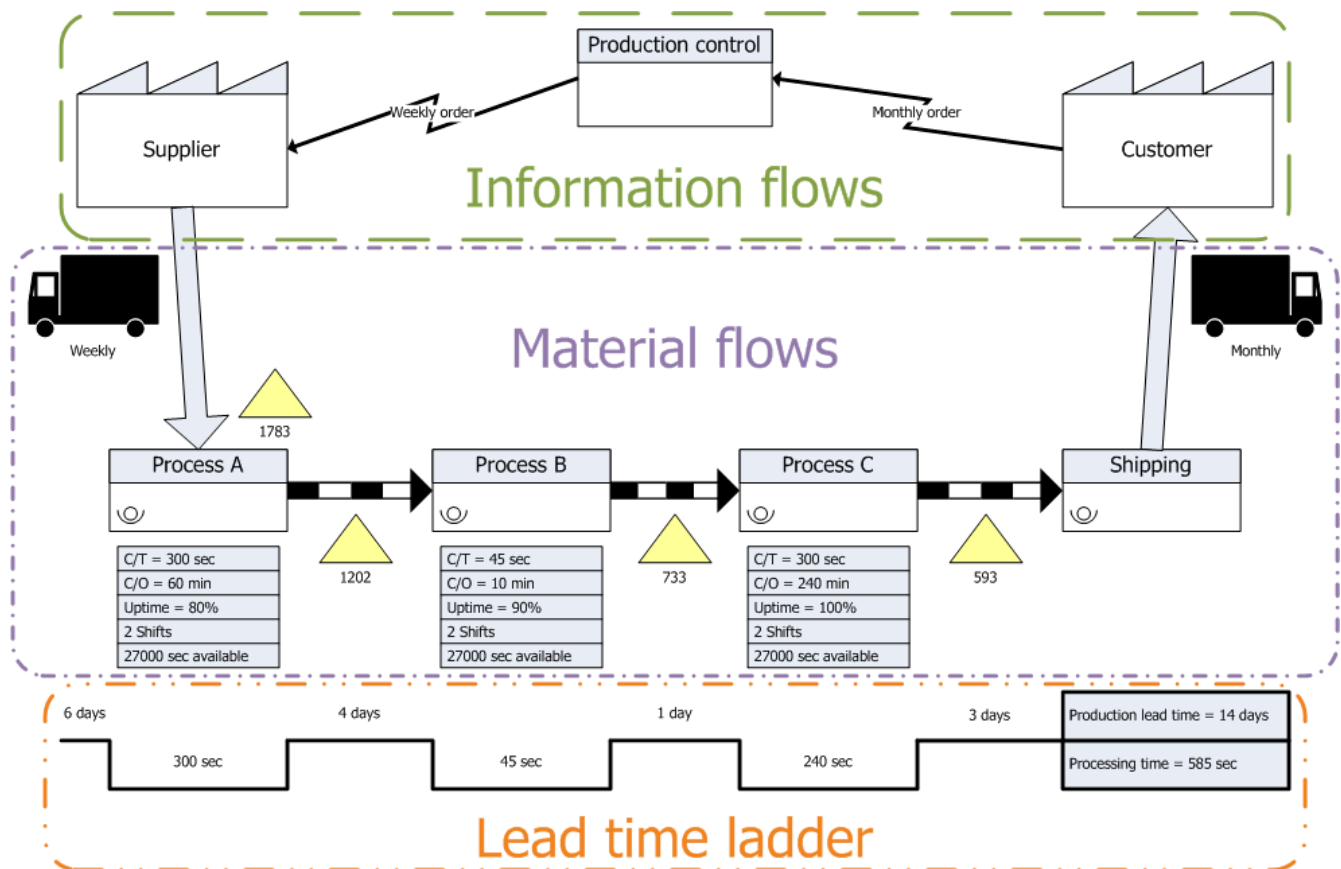 Production control
Weekly order
Monthly order
Supplier
Customer
Information flows
Weekly
Material flows
Monthly
1783
Process A
Process B
Process C
Shipping
1202
733
593
C/T = 300 sec
C/O = 60 min
Uptime = 80%
2 Shifts
27000 sec available
C/T = 45 sec
C/O = 10 min
Uptime = 90%
2 Shifts
27000 sec available
C/T = 300 sec
C/O = 240 min
Uptime = 100%
2 Shifts
27000 sec available
6 days
4 days
1 day
3 days
Production lead time = 14 days
300 sec
45 sec
240 sec
Processing time = 585 sec
Lead time ladder